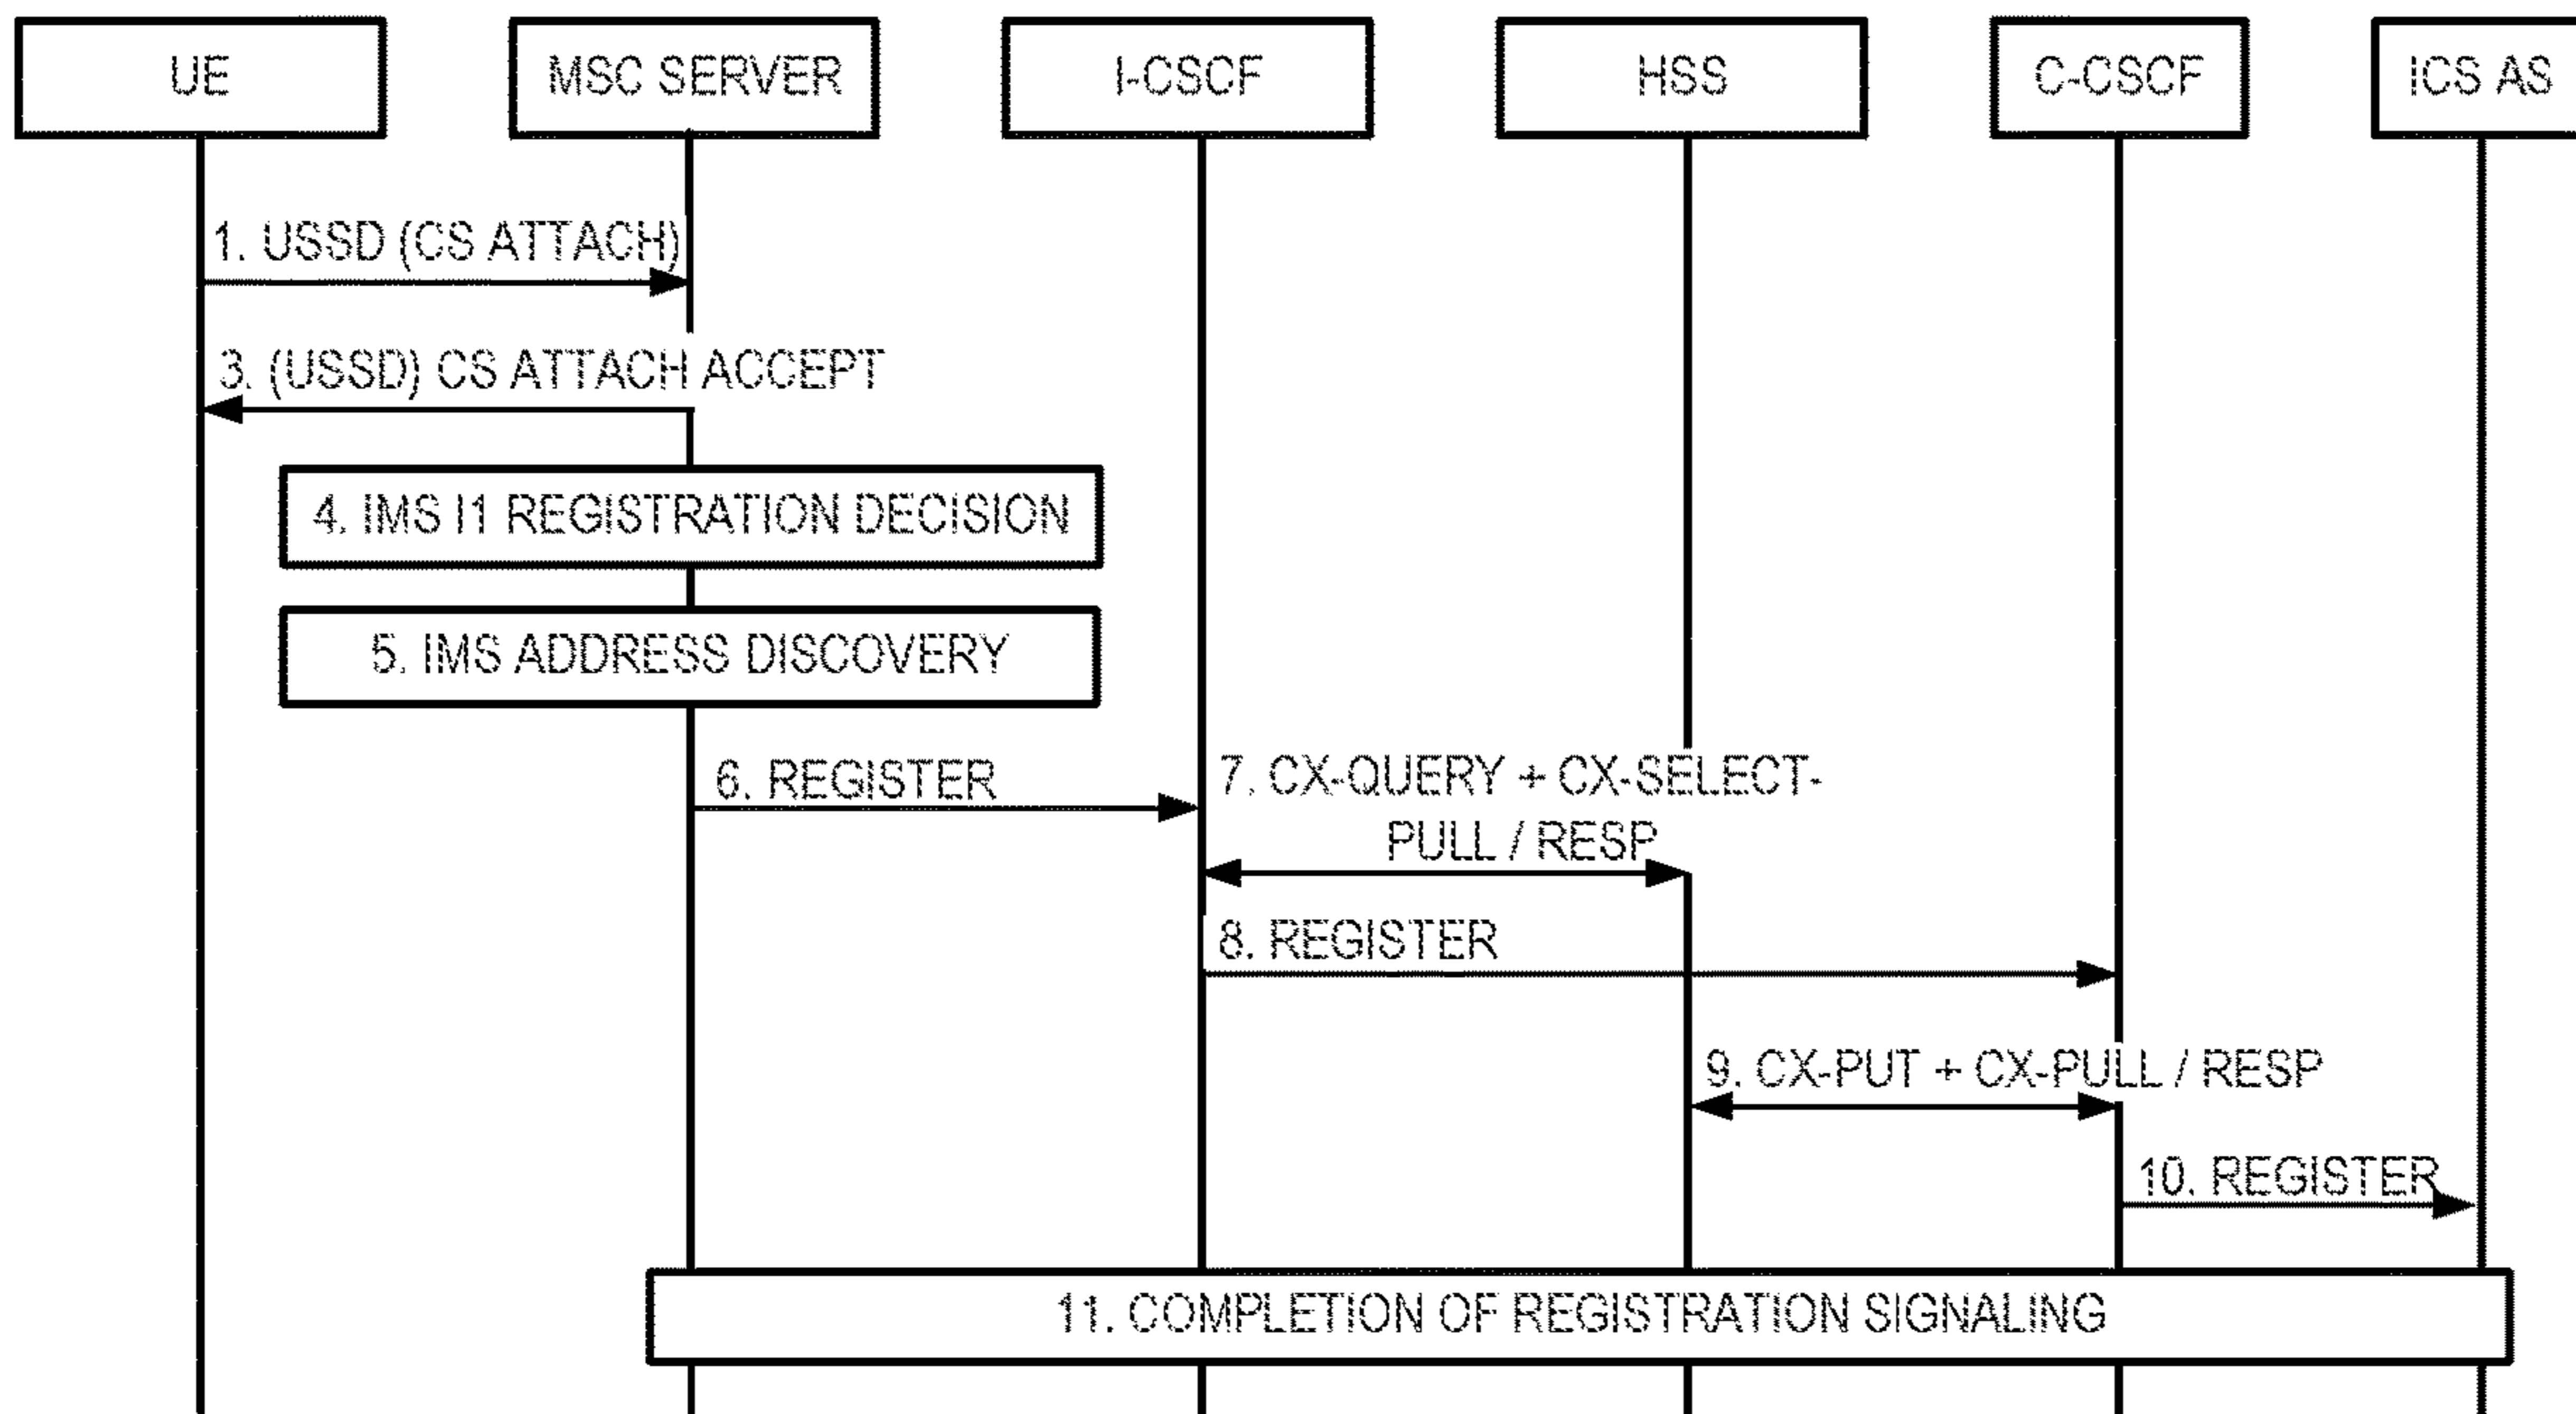 UE
MSC SERVER
I-CSCF
HSS
C-CSCF
ICS AS
1. USSD (CS ATTACH)
3. (USSD) CS ATTACH ACCEPT
4. IMS I1 REGISTRATION DECISION
5. IMS ADDRESS DISCOVERY
6. REGISTER
7. CX-QUERY + CX-SELECT-
PULL / RESP
8. REGISTER
9. CX-PUT + CX-PULL / RESP
10. REGISTER
11. COMPLETION OF REGISTRATION SIGNALING